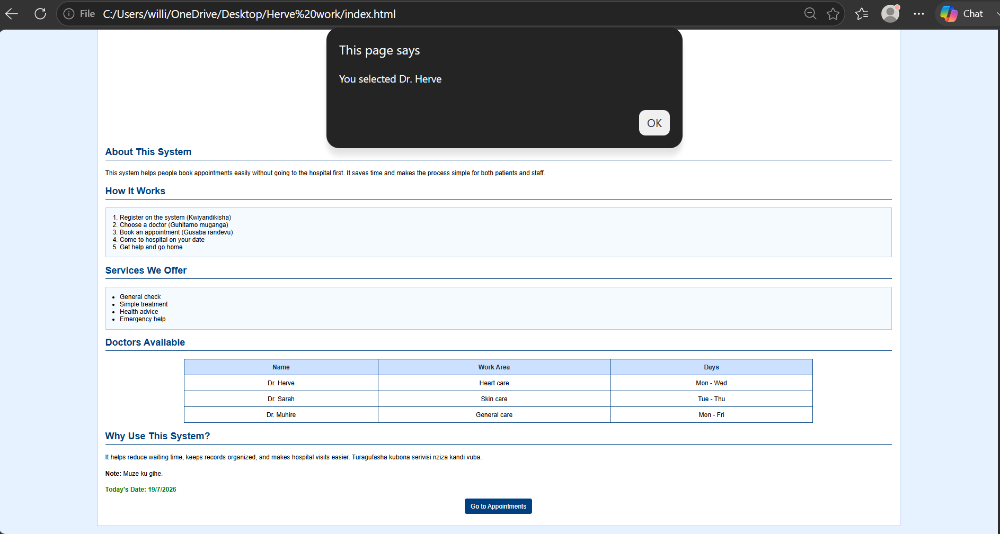 File C:/Users/willi/OneDrive/Desktop/Herve%20work/index.html
Chat
This page says
You selected Dr. Herve
OK
About This System
This system helps people book appointments easily without going to the hospital first. It saves time and makes the process simple for both patients and staff.
How It Works
1. Register on the system (Kwiyandikisha)
2. Choose a doctor (Guhitamo muganga)
3. Book an appointment (Gusaba randevu)
4. Come to hospital on your date
5. Get help and go home
Services We Offer
• General check
• Simple treatment
• Health advice
• Emergency help
Doctors Available
Name Work Area Days
Dr. Herve Heart care Mon - Wed
Dr. Sarah Skin care Tue - Thu
Dr. Muhire General care Mon - Fri
Why Use This System?
It helps reduce waiting time, keeps records organized, and makes hospital visits easier. Turagufasha kubona serivisi nziza kandi vuba.
Note: Muze ku gihe.
Today's Date: 19/7/2026
Go to Appointments